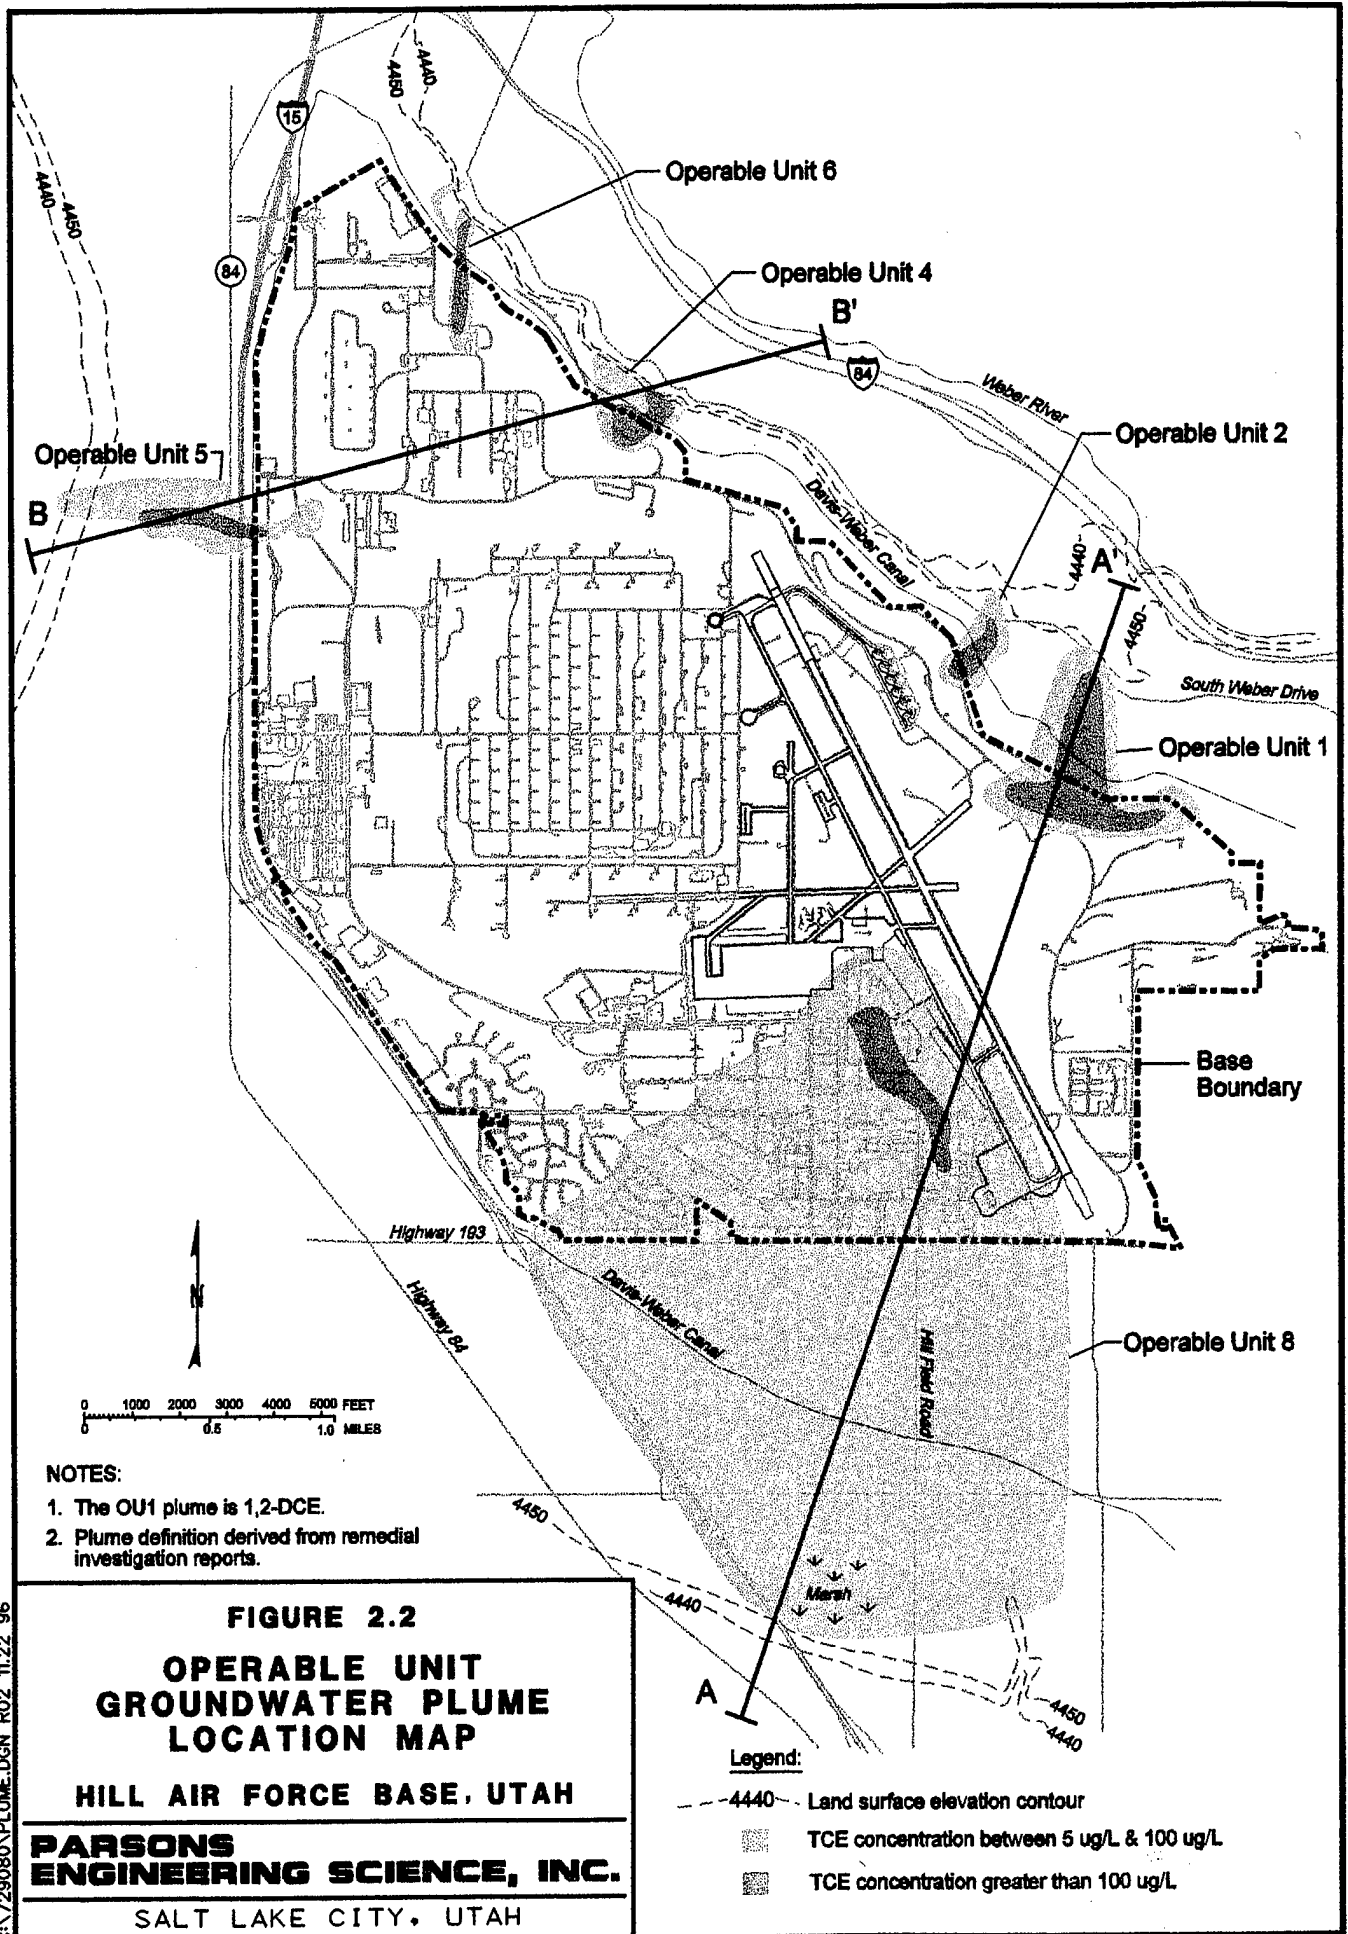 4440
4450
15
Operable Unit 6
4440
4450
84
Operable Unit 4
B'
84
Weber River
Operable Unit 5
Operable Unit 2
B
Davis-Weber Canal
4440
A'
4450
South Weber Drive
Operable Unit 1
Base
Boundary
Highway 193
Davis-Weber Canal
Highway 84
Hill Field Road
Operable Unit 8
N
0 1000 2000 3000 4000 5000 FEET
0 0.5 1.0 MILES
NOTES:
1. The OU1 plume is 1,2-DCE.
2. Plume definition derived from remedial
investigation reports.
4450
4440
Marsh
A
4450
4440
FIGURE 2.2
OPERABLE UNIT
GROUNDWATER PLUME
LOCATION MAP
HILL AIR FORCE BASE, UTAH
PARSONS
ENGINEERING SCIENCE, INC.
SALT LAKE CITY, UTAH
Legend:
4440 Land surface elevation contour
TCE concentration between 5 ug/L & 100 ug/L
TCE concentration greater than 100 ug/L